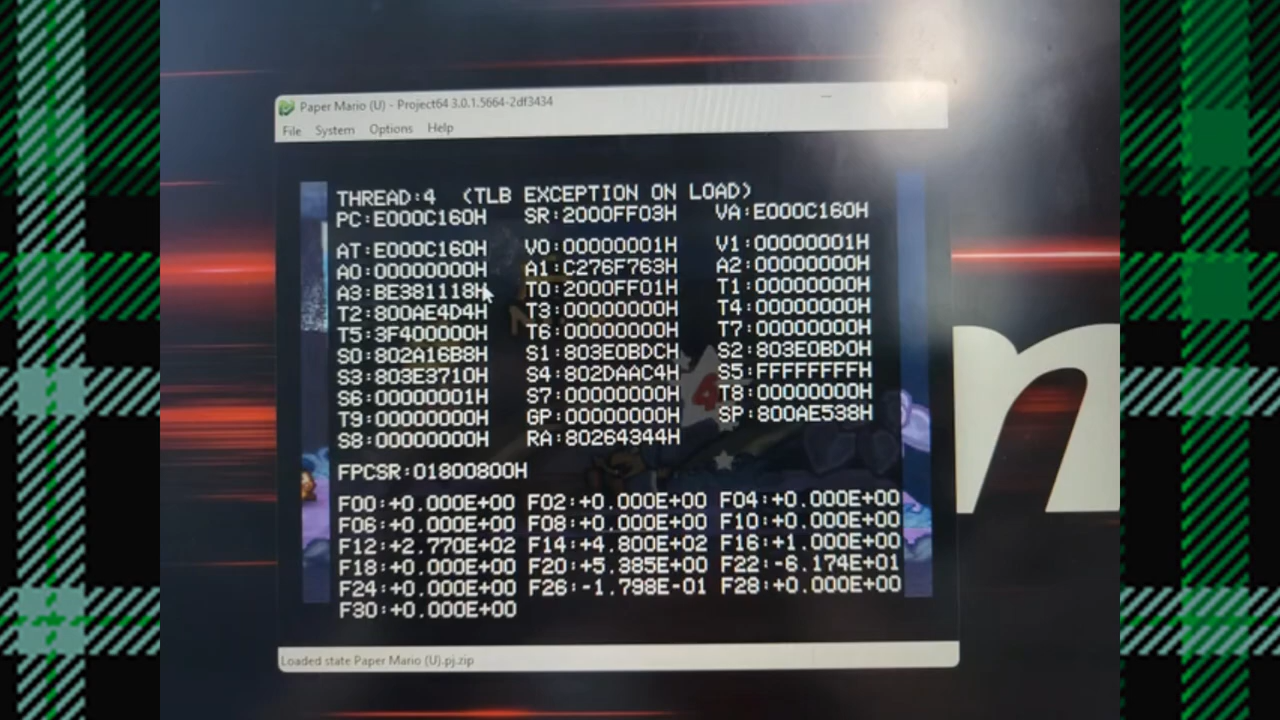 Paper Mario (U) - Project64 3.0.1.5664-2df3434
File System Options Help
THREAD:4 (TLB EXCEPTION ON LOAD)
PC:E000C160H SR:2000FF03H VA:E000C160H
AT:E000C160H V0:00000001H V1:00000001H
A0:00000000H A1:C276F763H A2:00000000H
A3:BE381118H T0:2000FF01H T1:00000000H
T2:800AE4D4H T3:00000000H T4:00000000H
T5:3F400000H T6:00000000H T7:00000000H
S0:802A16B8H S1:803E0BDCH S2:803E0BD0H
S3:803E3710H S4:802DAAC4H S5:FFFFFFFFH
S6:00000001H S7:00000000H T8:00000000H
T9:00000000H GP:00000000H SP:800AE538H
S8:00000000H RA:80264344H
4
FPCSR:01800800H
F00:+0.000E+00 F02:+0.000E+00 F04:+0.000E+00
F06:+0.000E+00 F08:+0.000E+00 F10:+0.000E+00
F12:+2.770E+02 F14:+4.800E+02 F16:+1.000E+00
F18:+0.000E+00 F20:+5.385E+00 F22:-6.174E+01
F24:+0.000E+00 F26:-1.798E-01 F28:+0.000E+00
F30:+0.000E+00
Loaded state Paper Mario (U).pj.zip